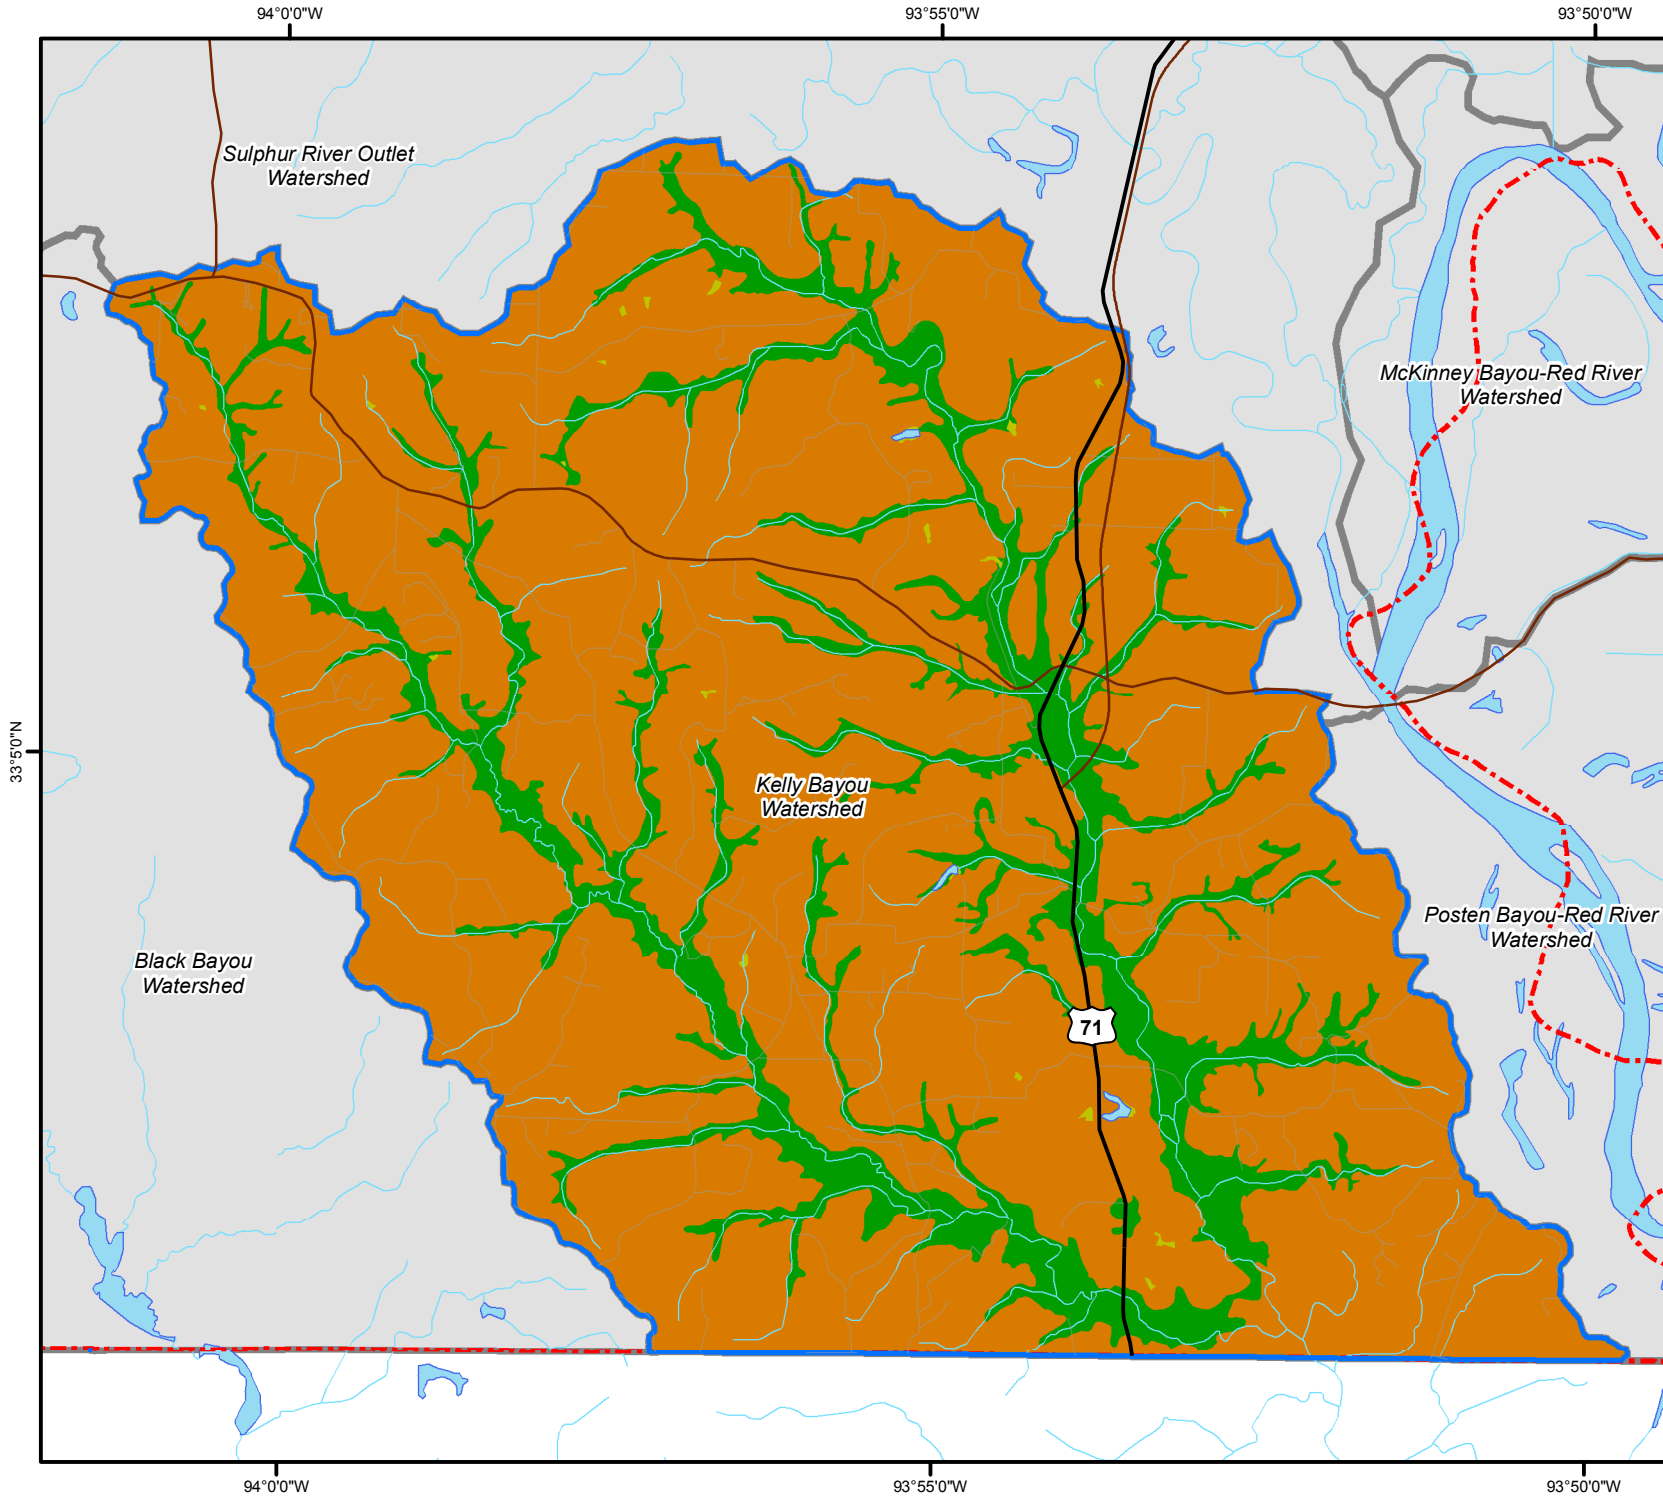 94°0'0"W
93°55'0"W
93°50'0"W
Sulphur River Outlet
Watershed
McKinney Bayou-Red River
Watershed
33°5'0"N
Kelly Bayou
Watershed
Posten Bayou-Red River
Watershed
Black Bayou
Watershed
71
94°0'0"W
93°55'0"W
93°50'0"W